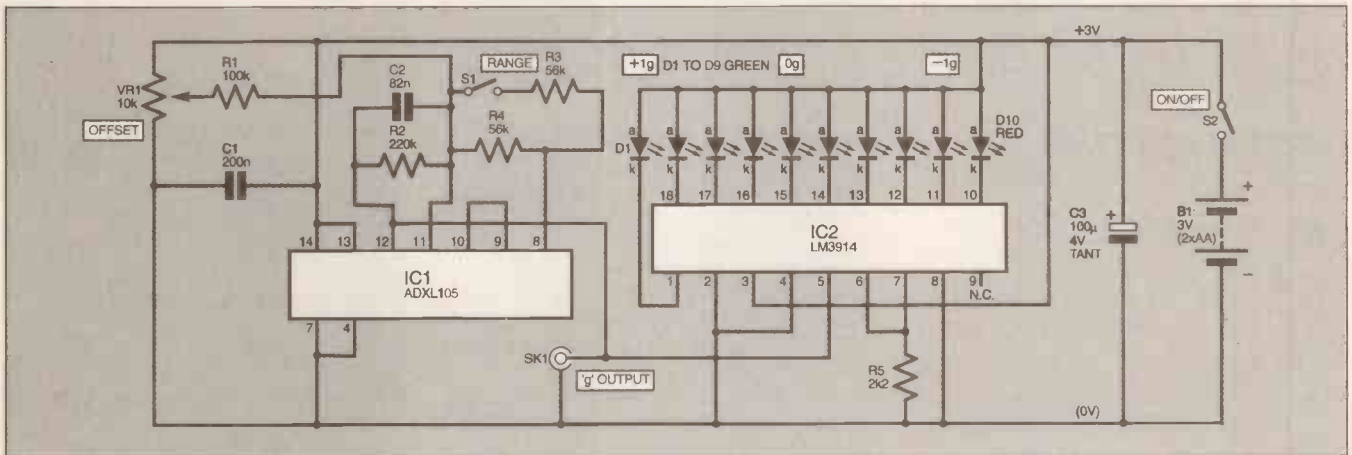 +3V
R1
100k
VR1
10k
OFFSET
C1
200n
C2
82n
R2
220k
S1
RANGE
R3
56k
R4
56k
14 13 12 11 10 9 8
IC1
ADXL105
7 4
SK1
'g' OUTPUT
+1g D1 TO D9 GREEN 0g −1g
a a a a a a a a a
D1
k k k k k k k k k
D10
RED
18 17 16 15 14 13 12 11 10
IC2
LM3914
1 2 3 4 5 6 7 8 9
N.C.
R5
2k2
C3
100µ
4V
TANT
+
ON/OFF
S2
+
B1
3V
(2xAA)
−
(0V)